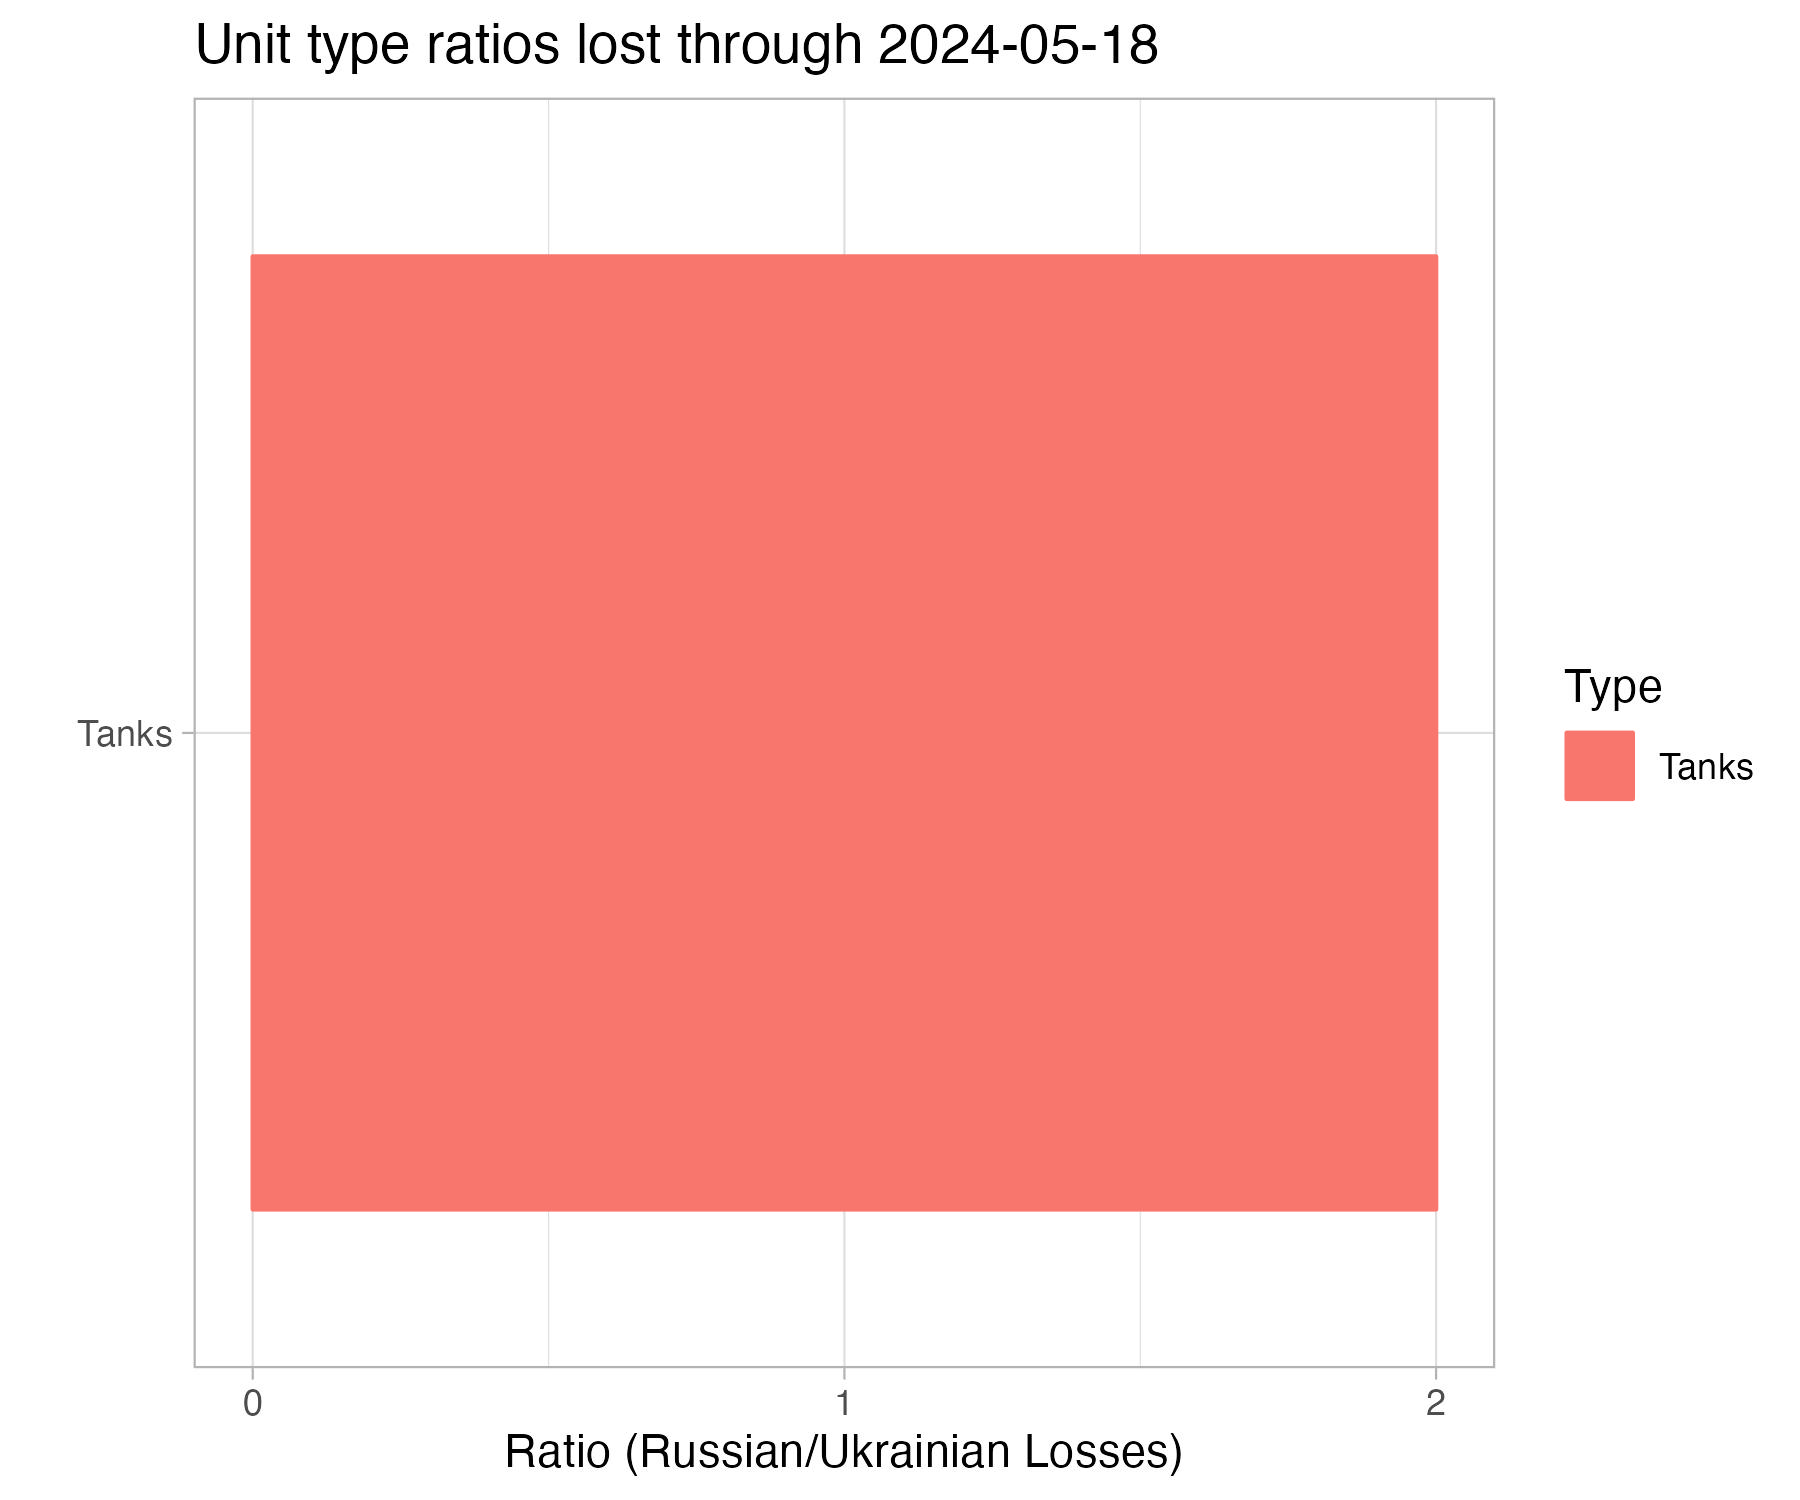 Unit type ratios lost through 2024-05-18
Tanks
Type
Tanks
0 1 2
Ratio (Russian/Ukrainian Losses)